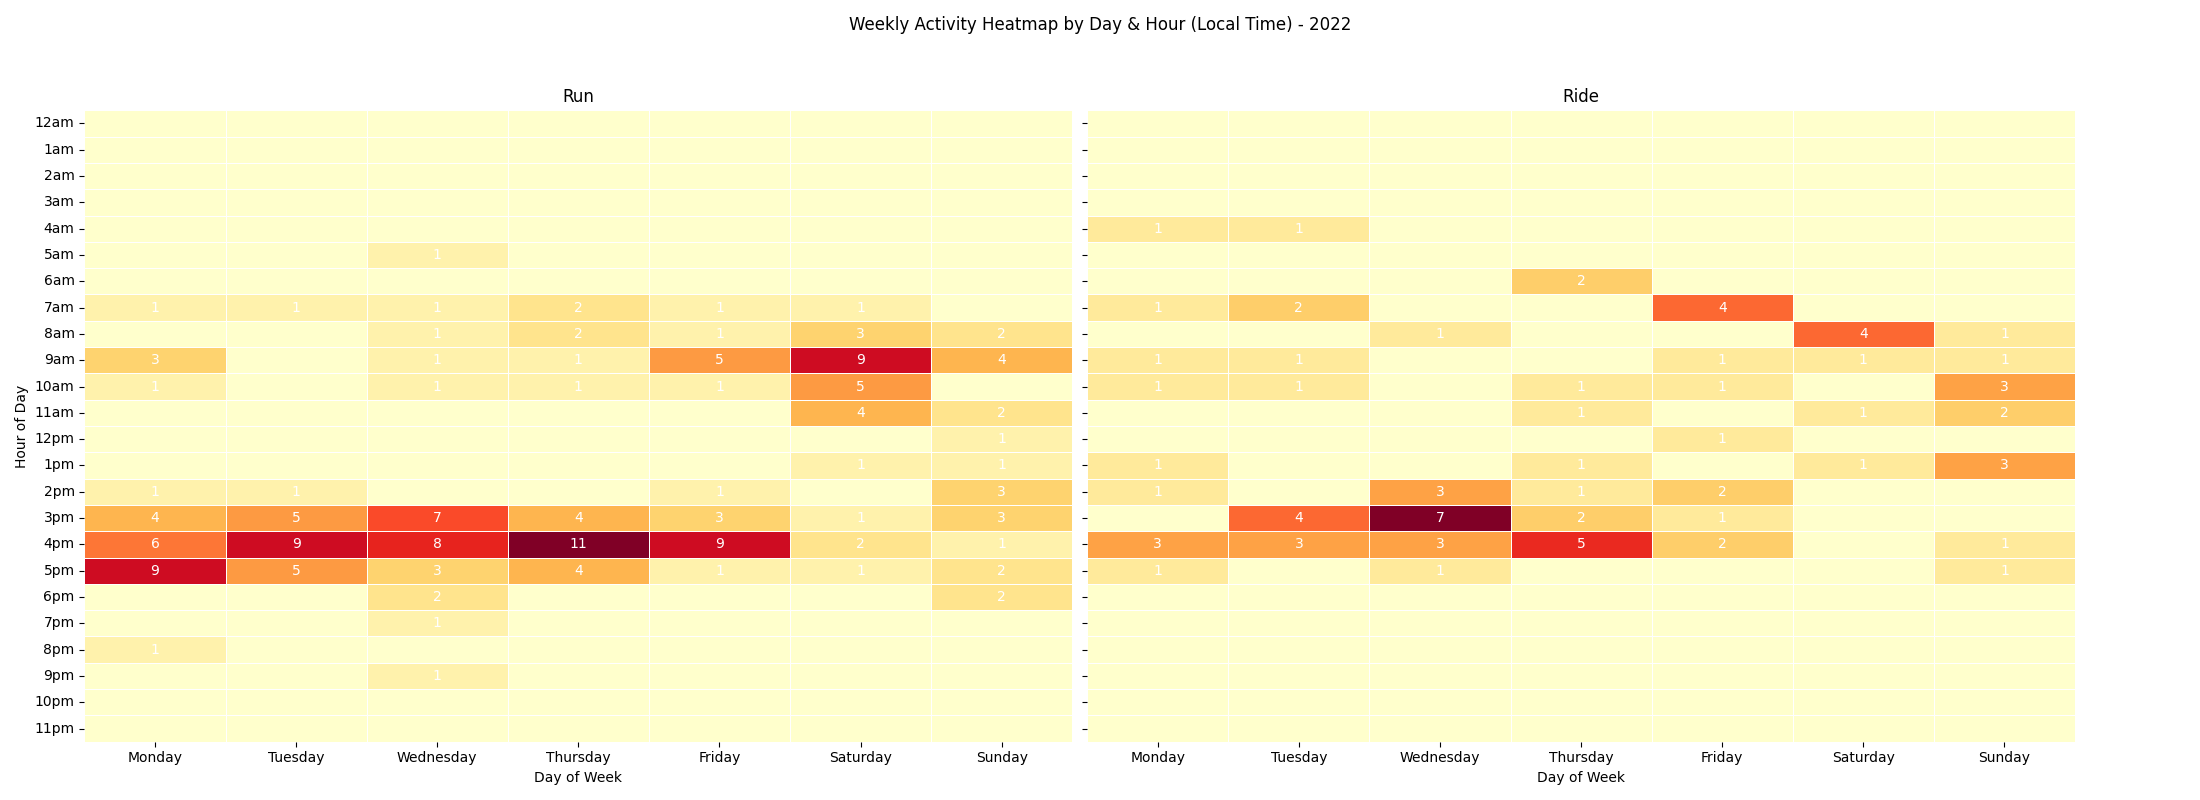 Weekly Activity Heatmap by Day & Hour (Local Time) - 2022
Run Ride
12am
1am
2am
3am
4am 1 1
5am 1
6am 2
7am 1 1 1 2 1 1 1 2 4
8am 1 2 1 3 2 1 4 1
9am 3 1 1 5 9 4 1 1 1 1 1
10am 1 1 1 1 5 1 1 1 1 3
11am 4 2 1 1 2
12pm 1 1
1pm 1 1 1 1 1 3
2pm 1 1 1 3 1 3 1 2
3pm 4 5 7 4 3 1 3 4 7 2 1
4pm 6 9 8 11 9 2 1 3 3 3 5 2 1
5pm 9 5 3 4 1 1 2 1 1 1
6pm 2 2
7pm 1
8pm 1
9pm 1
10pm
11pm
Hour of Day
Monday Tuesday Wednesday Thursday Friday Saturday Sunday Monday Tuesday Wednesday Thursday Friday Saturday Sunday
Day of Week Day of Week